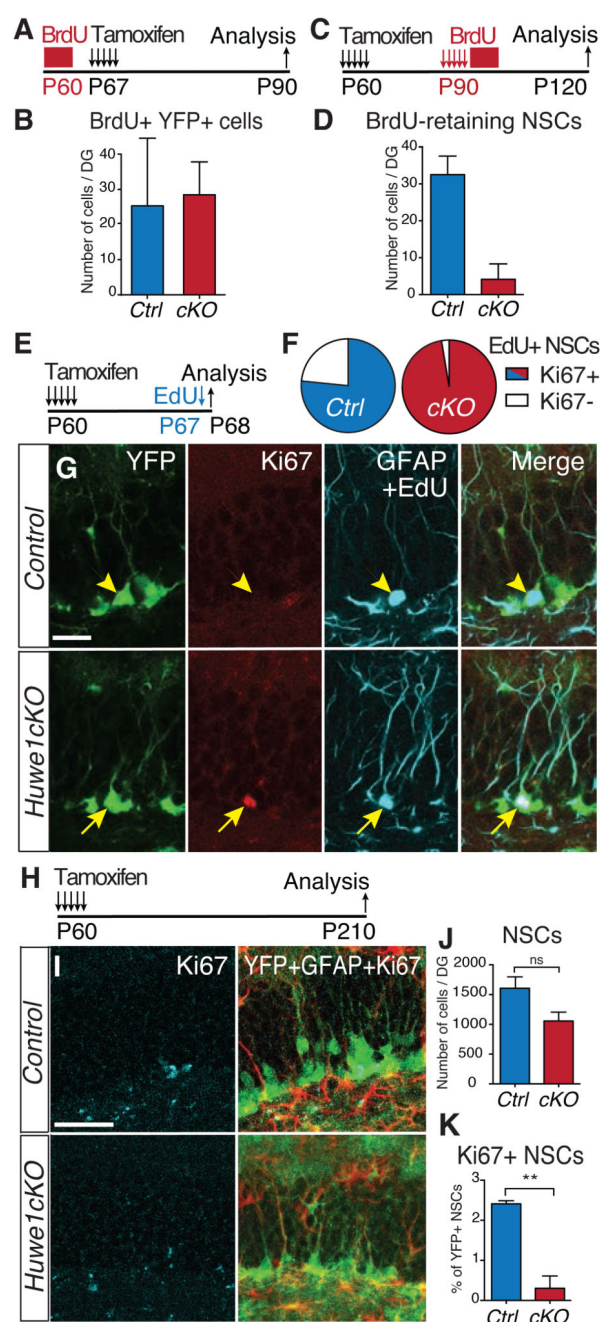 A
BrdU Tamoxifen Analysis
P60 P67 P90
C
Tamoxifen BrdU Analysis
P60 P90 P120
B
BrdU+ YFP+ cells
Number of cells / DG
40
30
20
10
0
Ctrl cKO
D
BrdU-retaining NSCs
Number of cells / DG
40
30
20
10
0
Ctrl cKO
E
Tamoxifen Analysis
EdU
P60 P67 P68
F
EdU+ NSCs
Ctrl cKO
Ki67+
Ki67-
G
YFP Ki67 GFAP Merge
+EdU
Control
Huwe1cKO
H
Tamoxifen Analysis
P60 P210
I
Ki67 YFP+GFAP+Ki67
Control
Huwe1cKO
J
NSCs
Number of cells / DG
2000
1500
1000
500
0
ns
Ctrl cKO
K
Ki67+ NSCs
% of YFP+ NSCs
3
2
1
0
**
Ctrl cKO